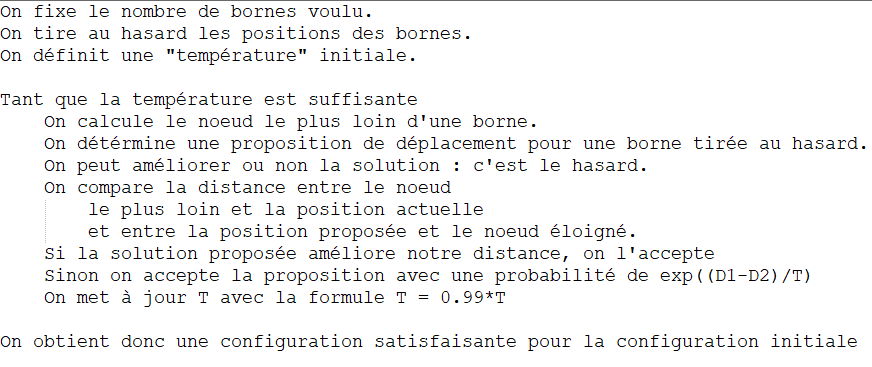 On fixe le nombre de bornes voulu.
On tire au hasard les positions des bornes.
On définit une "température" initiale.
Tant que la température est suffisante
On calcule le noeud le plus loin d'une borne.
On détérmine une proposition de déplacement pour une borne tirée au hasard.
On peut améliorer ou non la solution : c'est le hasard.
On compare la distance entre le noeud
le plus loin et la position actuelle
et entre la position proposée et le noeud éloigné.
Si la solution proposée améliore notre distance, on l'accepte
Sinon on accepte la proposition avec une probabilité de exp((D1-D2)/T)
On met à jour T avec la formule T = 0.99*T
On obtient donc une configuration satisfaisante pour la configuration initiale